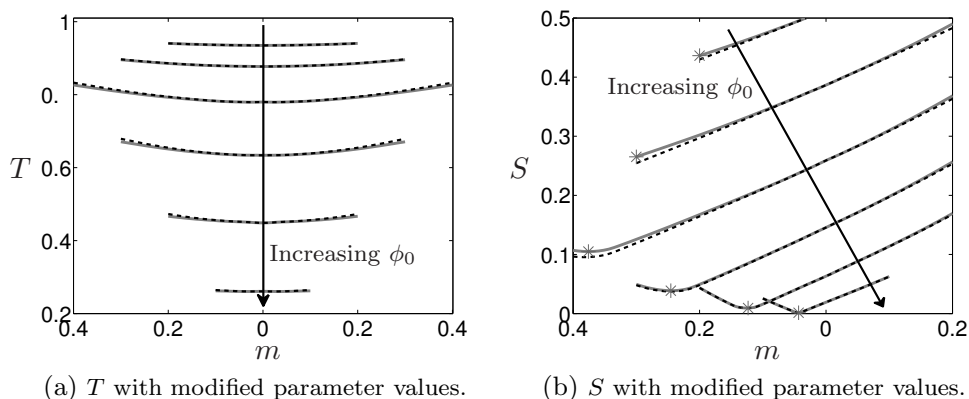 1
0.
0.6
0.4
0.2
T
0.4 0.2 0 0.2 0.4
m
Increasing ϕ0
(a) T with modified parameter values.
0.5
0.4
0.3
0.2
0.1
0
S
0.4 0.2 0 0.2
m
Increasing ϕ0
(b) S with modified parameter values.